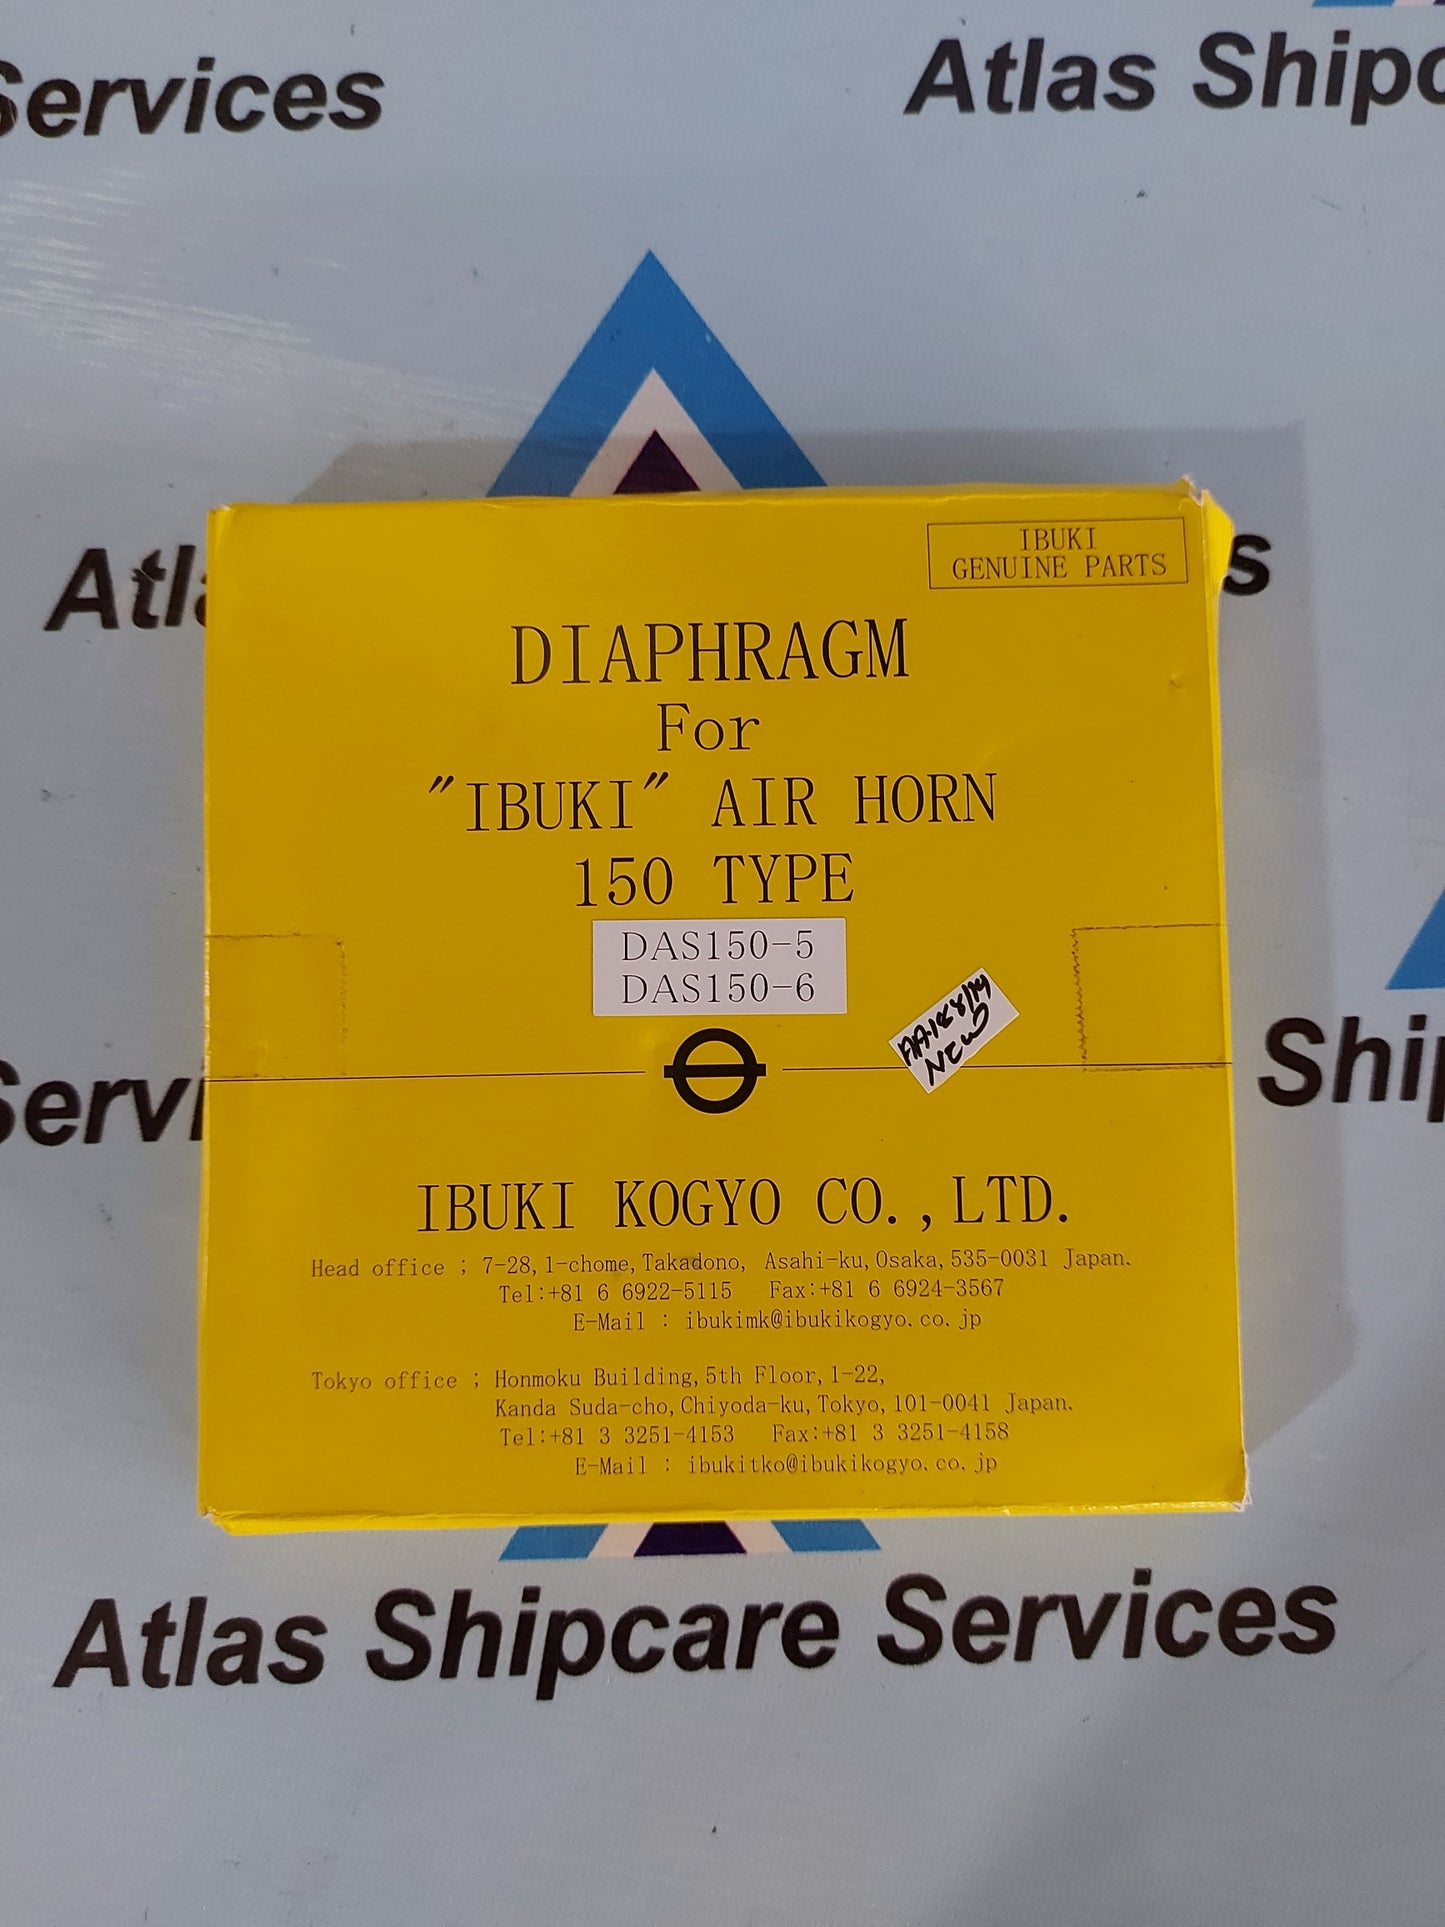 Services
Atlas Shipc
IBUKI
GENUINE PARTS
Atla
s
DIAPHRAGM
For
"IBUKI" AIR HORN
150 TYPE
DAS150-5
DAS150-6
NEW
Servi
Ship
IBUKI KOGYO CO.,LTD.
Head office ; 7-28,1-chome,Takadono, Asahi-ku,Osaka,535-0031 Japan.
Tel:+81 6 6922-5115 Fax:+81 6 6924-3567
E-Mail : ibukimk@ibukikogyo.co.jp
Tokyo office ; Honmoku Building,5th Floor,1-22,
Kanda Suda-cho,Chiyoda-ku,Tokyo,101-0041 Japan.
Tel:+81 3 3251-4153 Fax:+81 3 3251-4158
E-Mail : ibukitko@ibukikogyo.co.jp
Atlas Shipcare Services